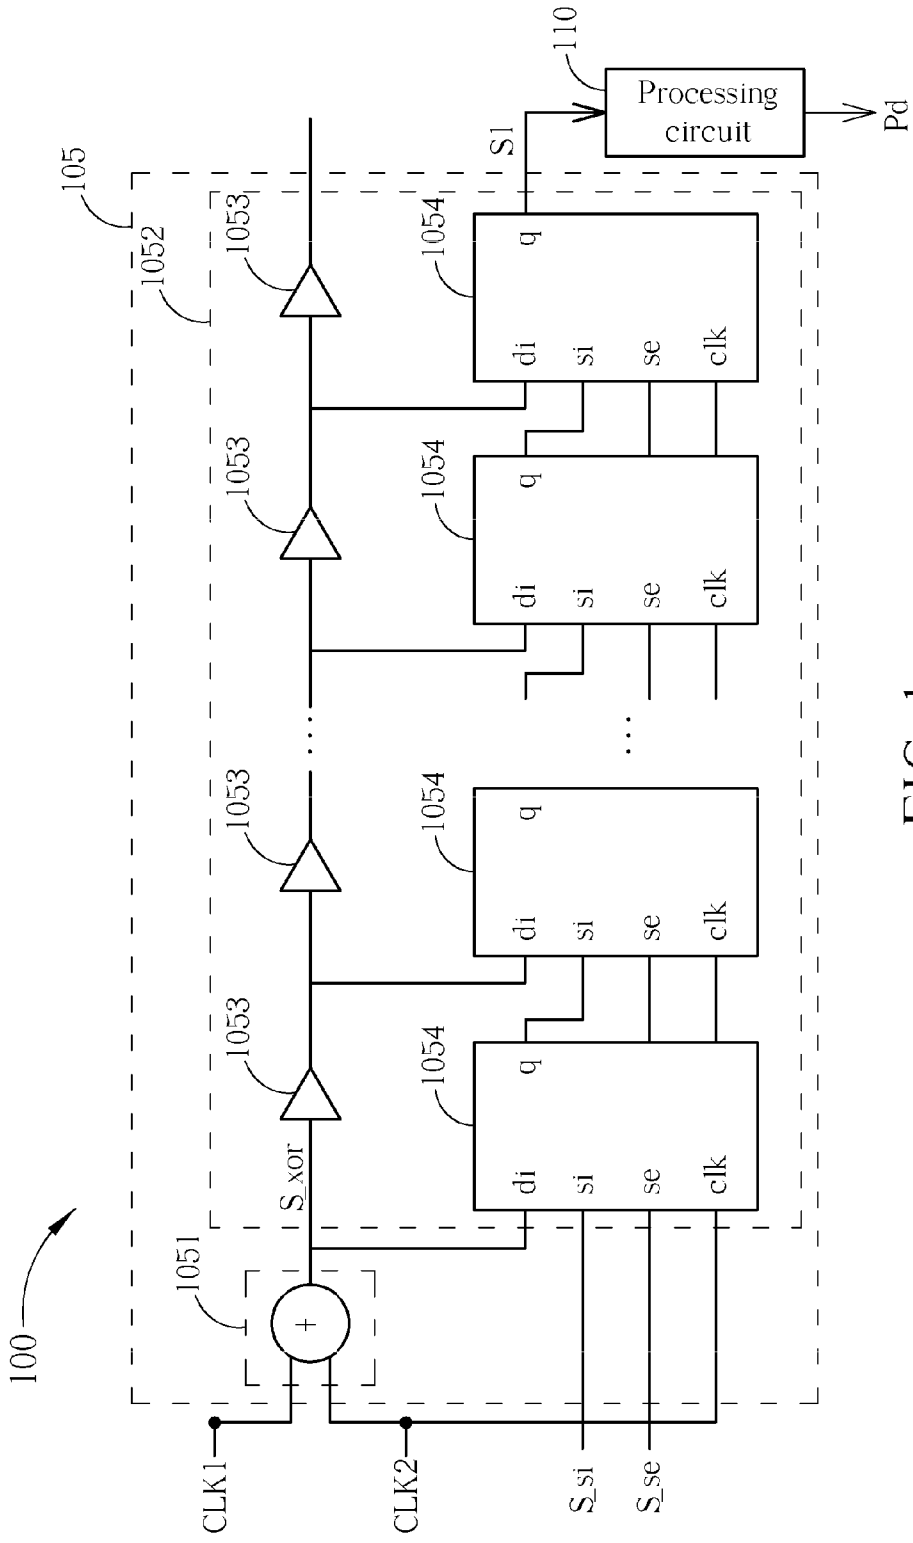 100
105
1052
1051
CLK1
CLK2
S_si
S_se
S_xor
1053
1053
1053
1053
1054
di
si
se
clk
q
1054
di
si
se
clk
q
1054
di
si
se
clk
q
1054
di
si
se
clk
q
+
...
...
S1
110
Processing
circuit
Pd